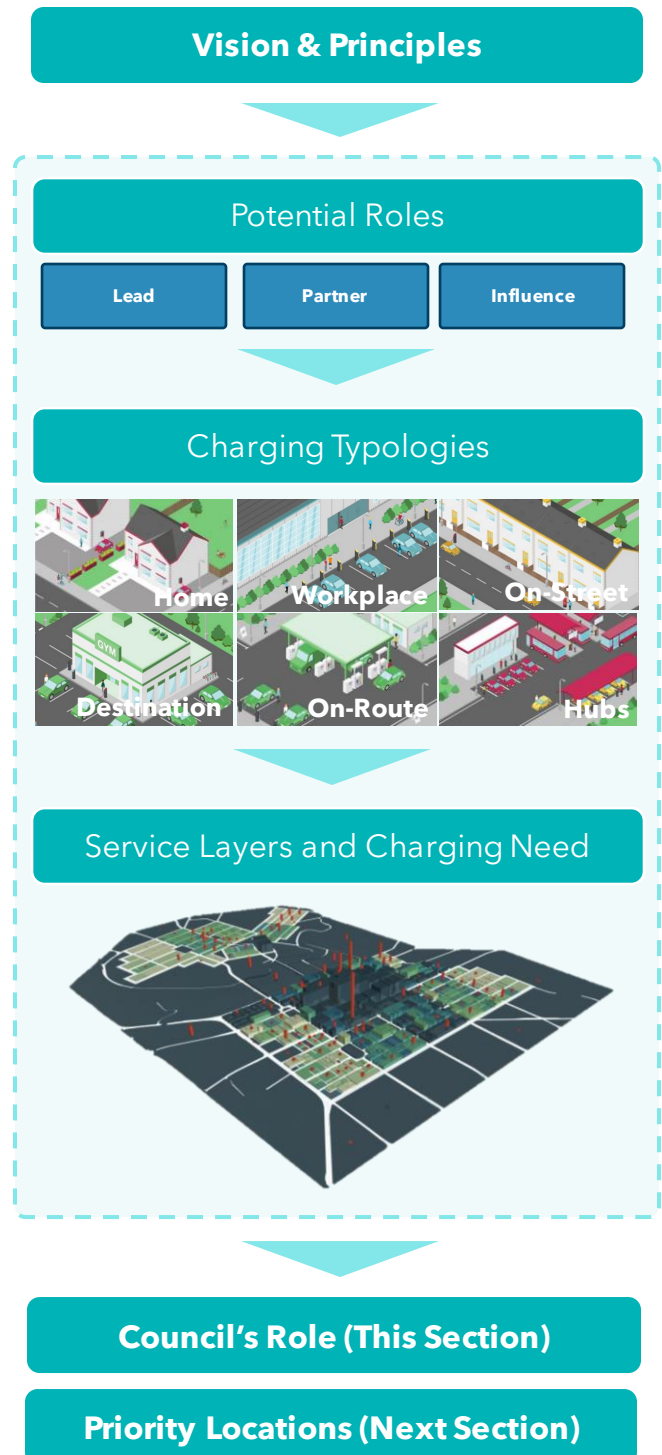 Vision & Principles
Potential Roles
Lead
Partner
Influence
Charging Typologies
Home
Workplace
On-Street
GYM
Destination
On-Route
Hubs
Service Layers and Charging Need
Council's Role (This Section)
Priority Locations (Next Section)